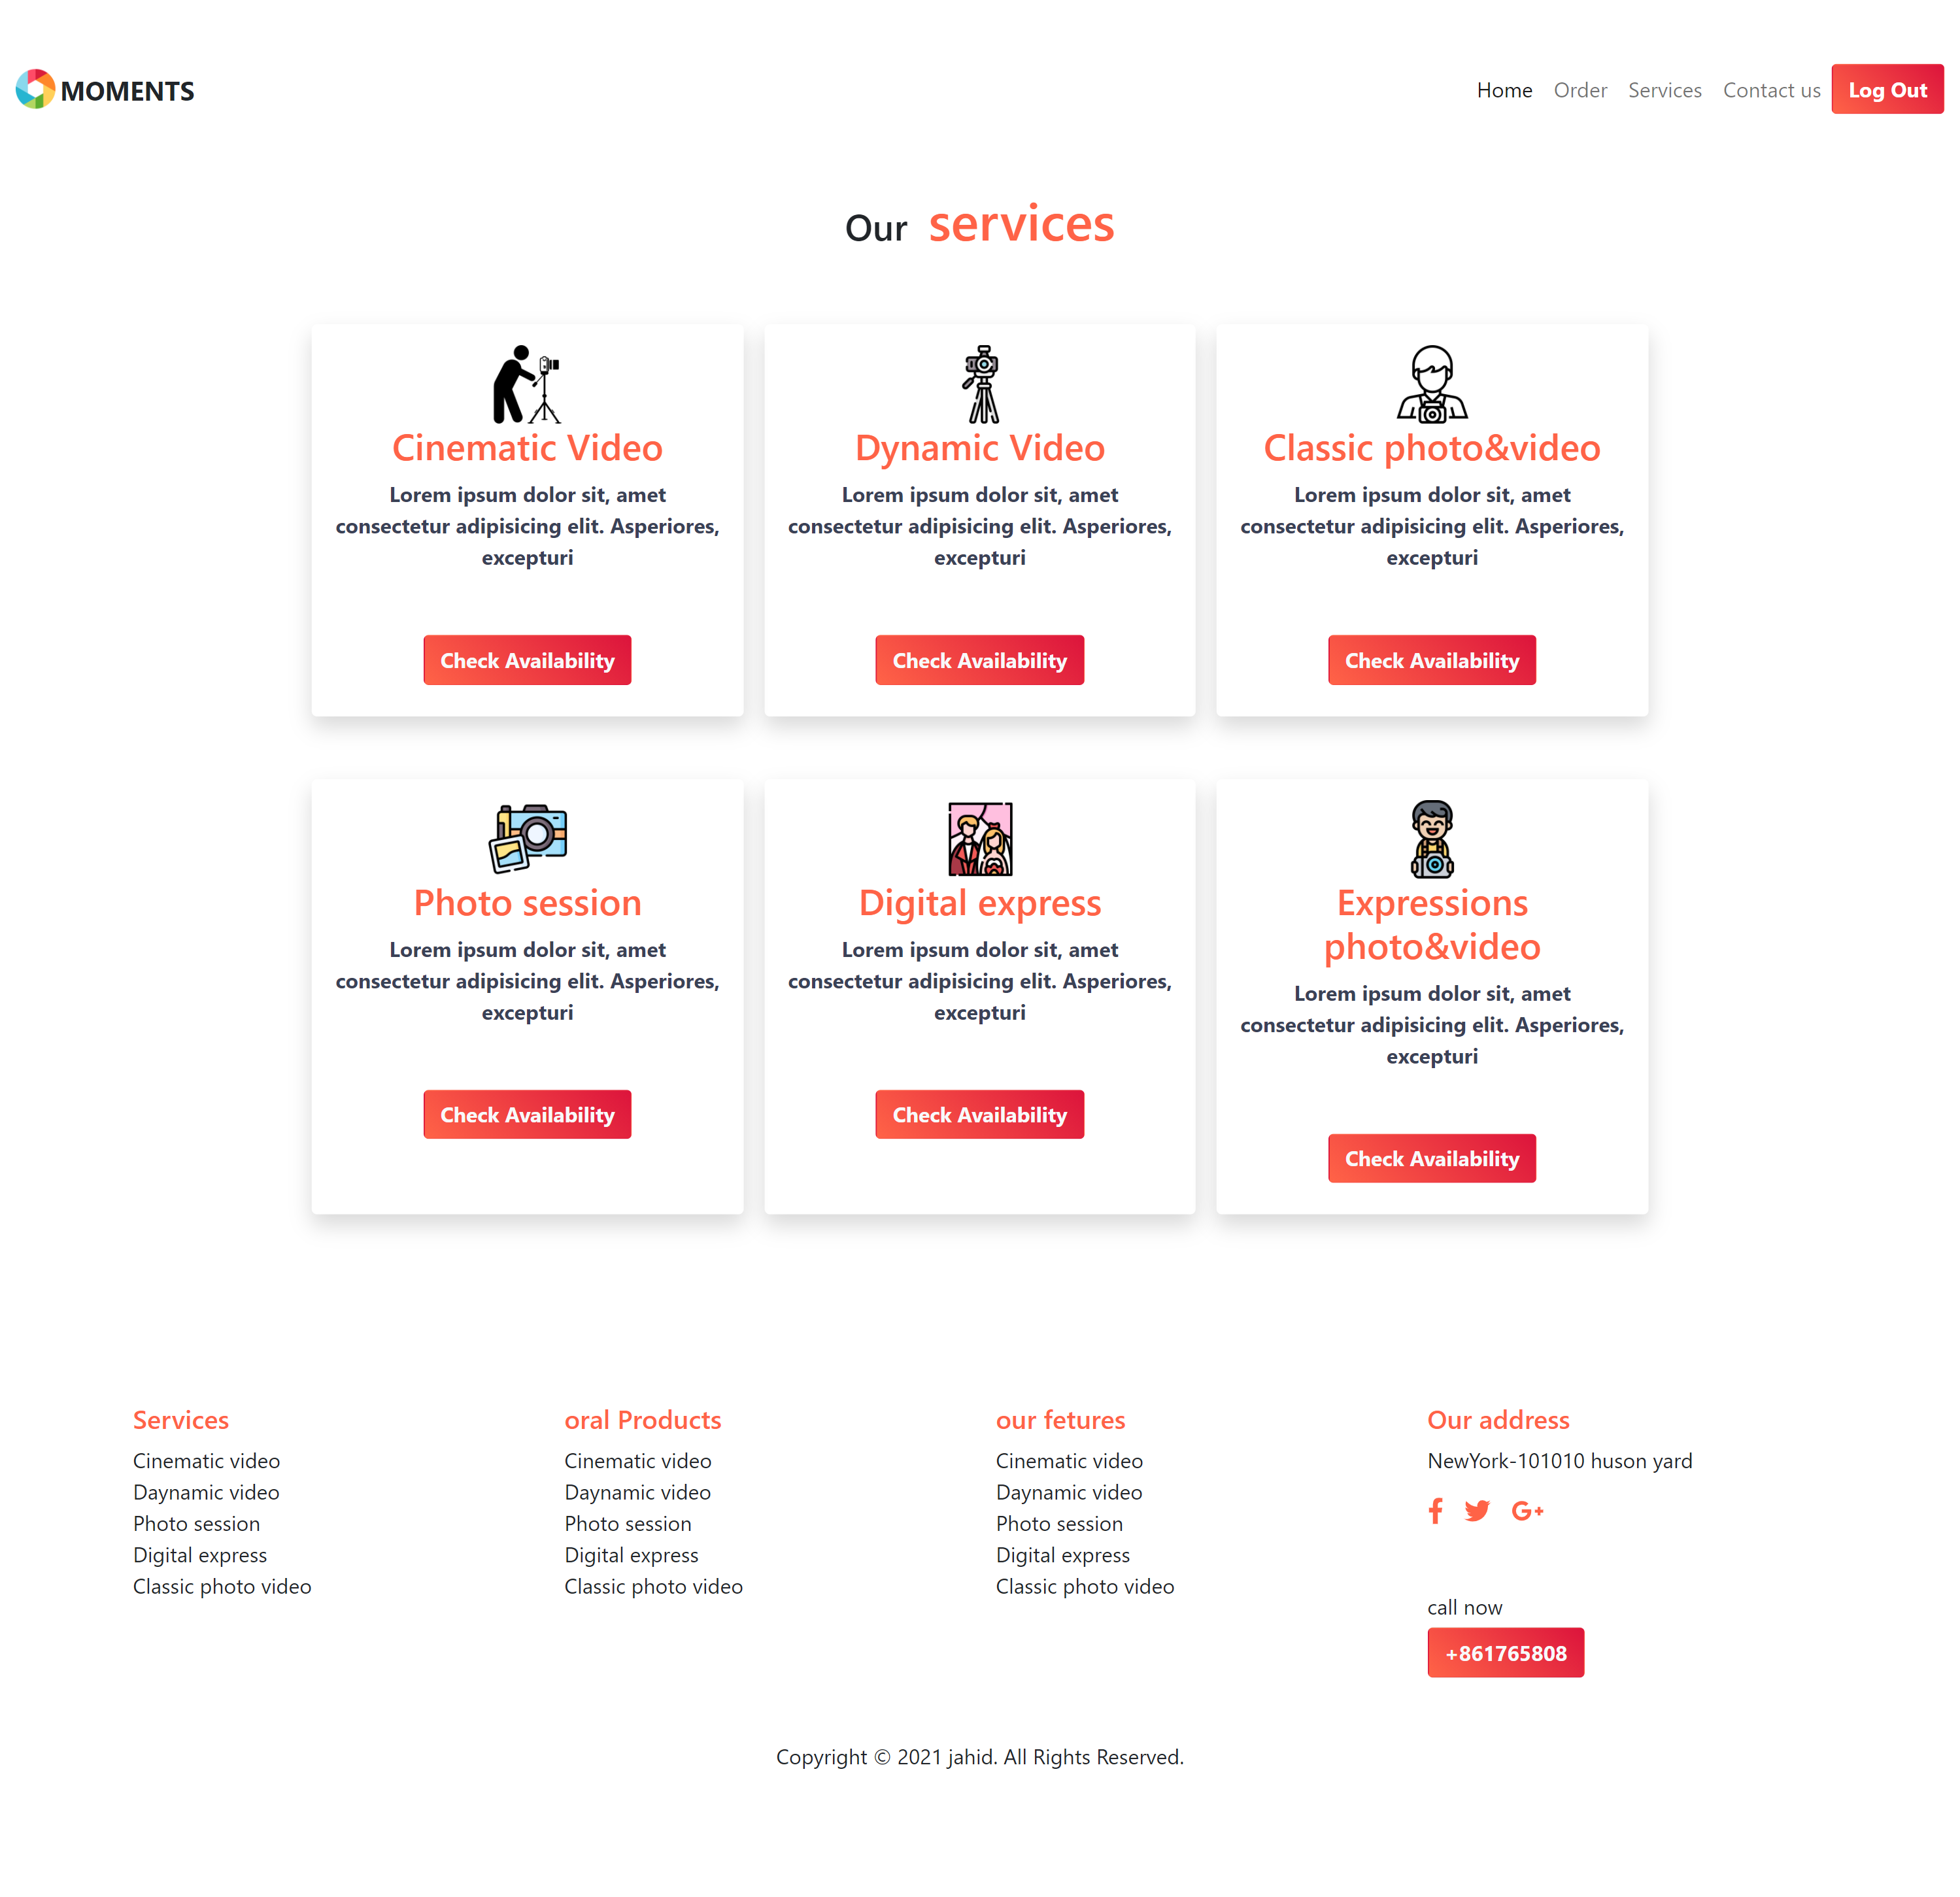 MOMENTS
Home Order Services Contact us Log Out
Our services
Cinematic Video
Lorem ipsum dolor sit, amet
consectetur adipisicing elit. Asperiores,
excepturi
Check Availability
Dynamic Video
Lorem ipsum dolor sit, amet
consectetur adipisicing elit. Asperiores,
excepturi
Check Availability
Classic photo&video
Lorem ipsum dolor sit, amet
consectetur adipisicing elit. Asperiores,
excepturi
Check Availability
Photo session
Lorem ipsum dolor sit, amet
consectetur adipisicing elit. Asperiores,
excepturi
Check Availability
Digital express
Lorem ipsum dolor sit, amet
consectetur adipisicing elit. Asperiores,
excepturi
Check Availability
Expressions
photo&video
Lorem ipsum dolor sit, amet
consectetur adipisicing elit. Asperiores,
excepturi
Check Availability
Services
Cinematic video
Daynamic video
Photo session
Digital express
Classic photo video
oral Products
Cinematic video
Daynamic video
Photo session
Digital express
Classic photo video
our fetures
Cinematic video
Daynamic video
Photo session
Digital express
Classic photo video
Our address
NewYork-101010 huson yard
call now
+861765808
Copyright © 2021 jahid. All Rights Reserved.